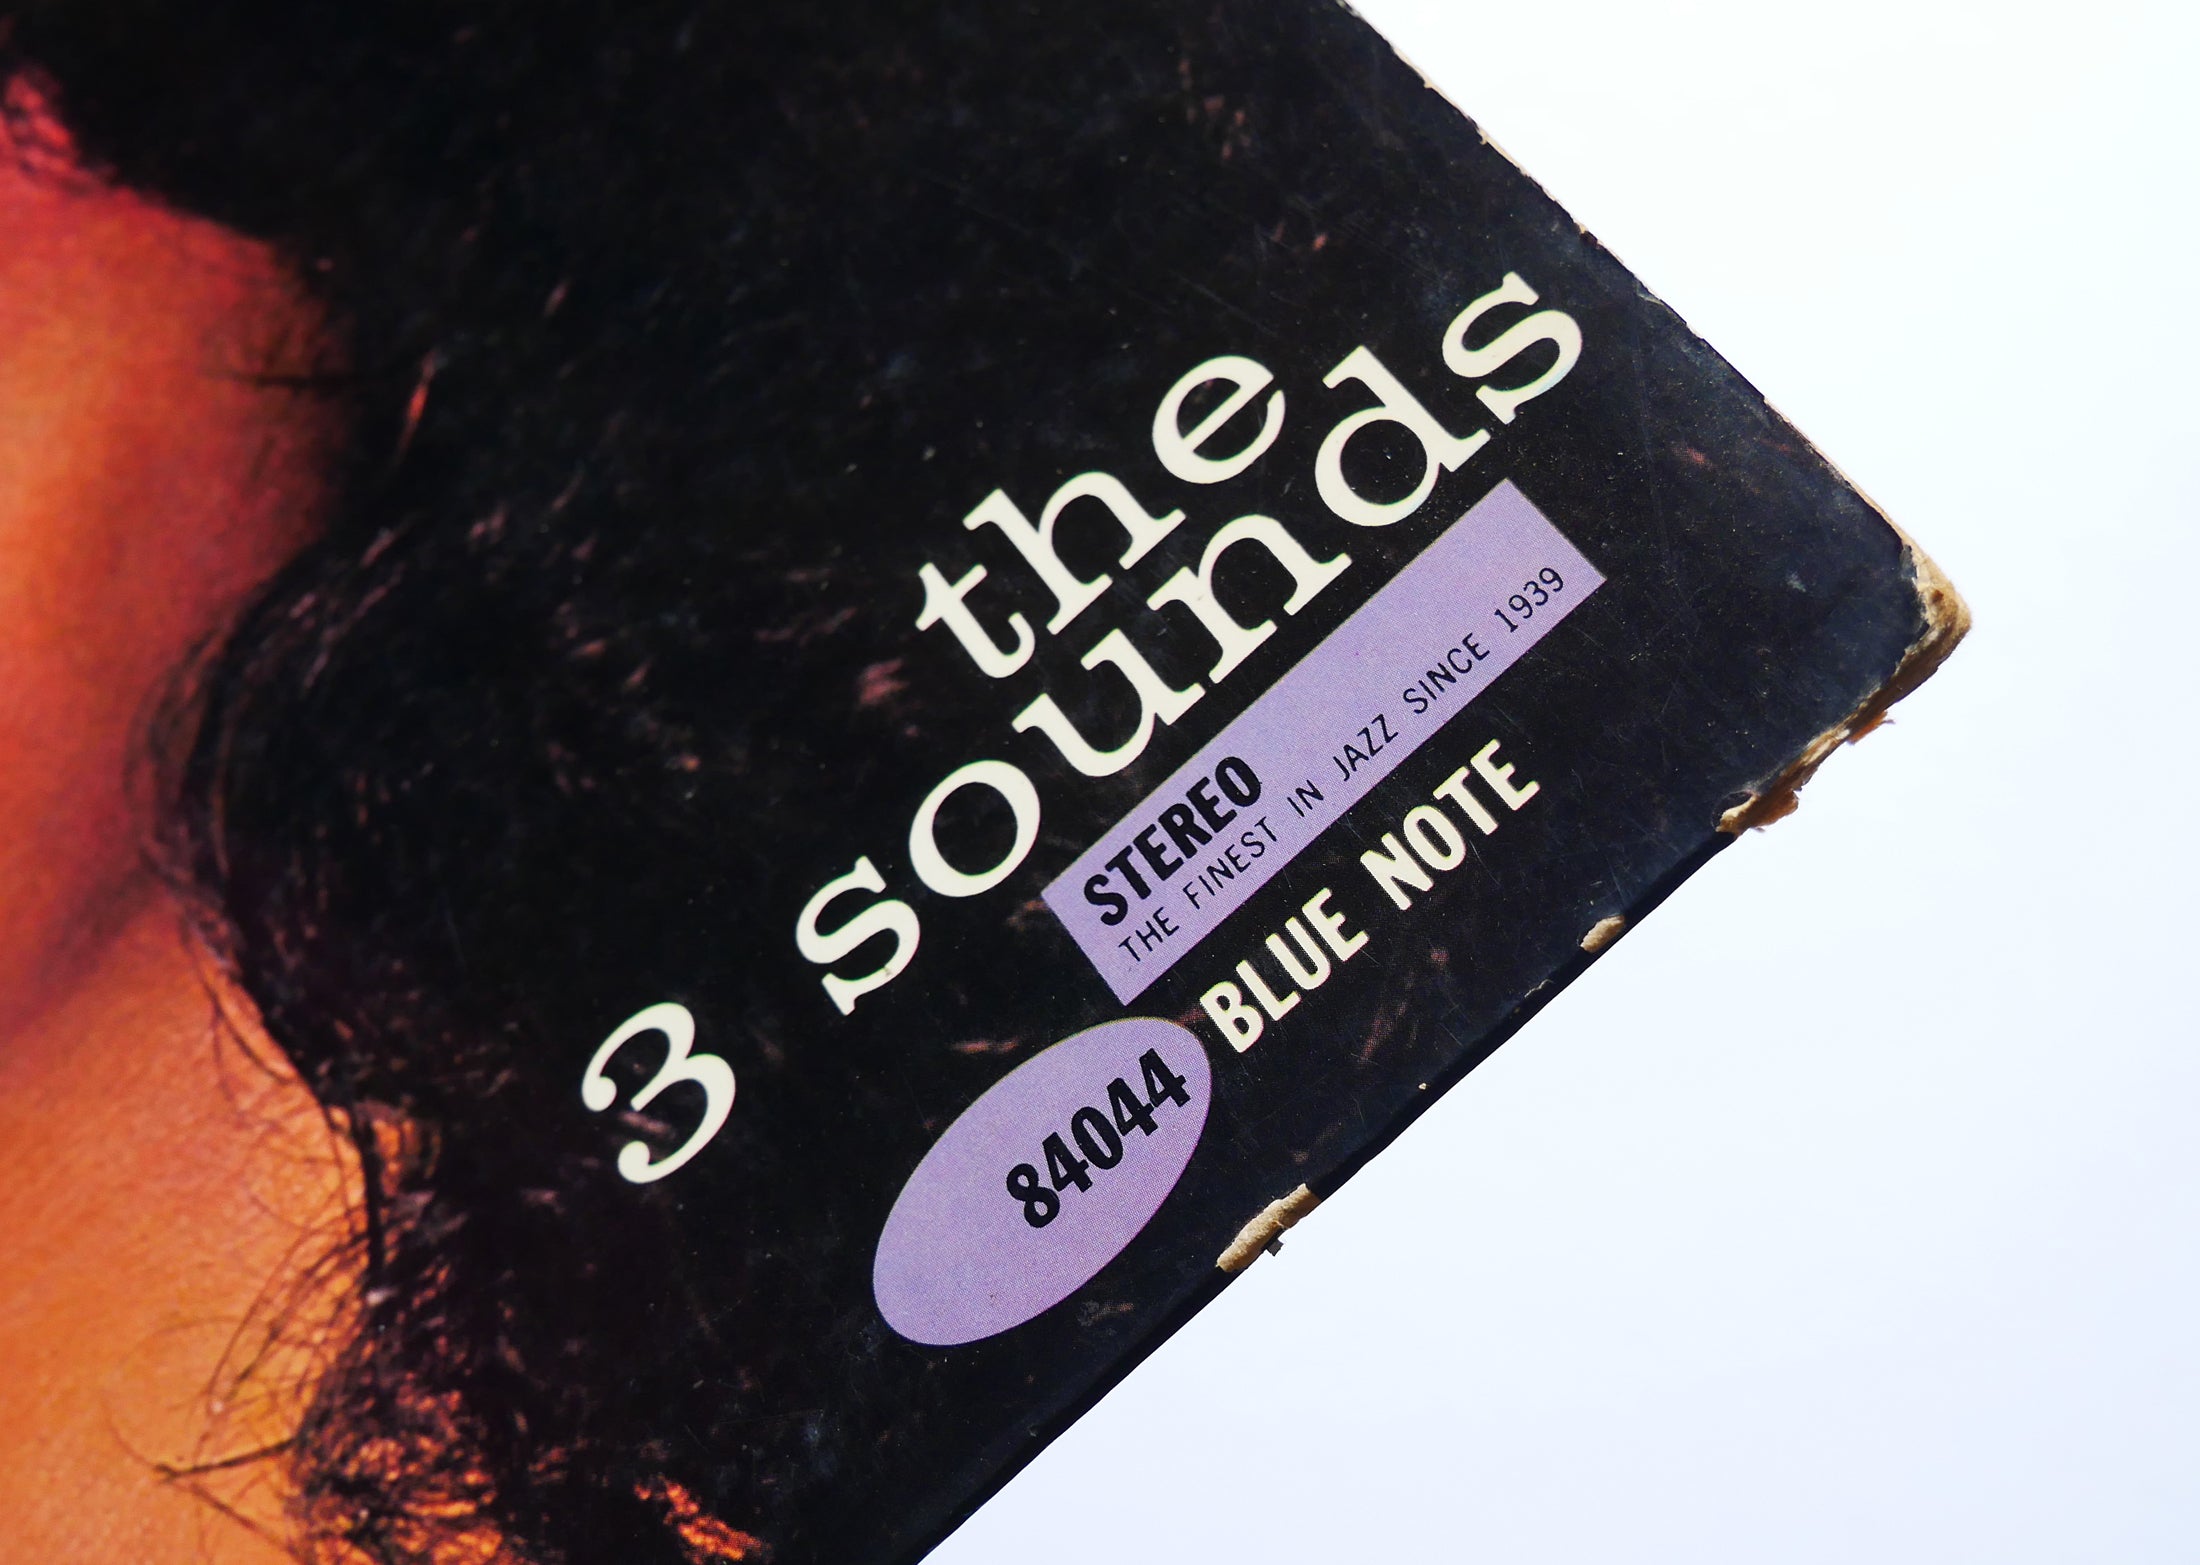 the
3 sounds
STEREO
THE FINEST IN JAZZ SINCE 1939
84044 BLUE NOTE